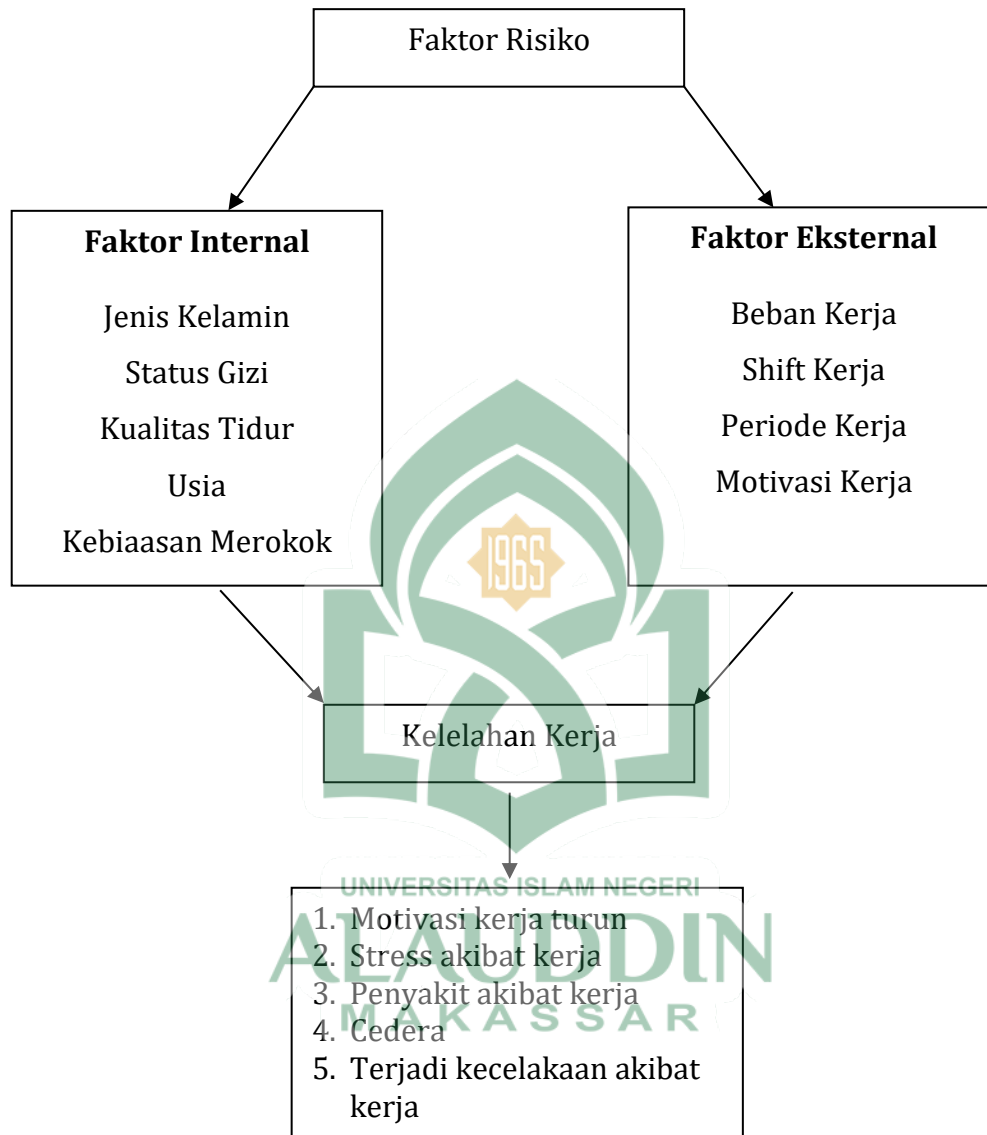 Faktor Risiko
Faktor Internal
Jenis Kelamin
Status Gizi
Kualitas Tidur
Usia
Kebiaasan Merokok
Faktor Eksternal
Beban Kerja
Shift Kerja
Periode Kerja
Motivasi Kerja
1965
Kelelahan Kerja
UNIVERSITAS ISLAM NEGERI
ALAUDDIN
MAKASSAR
1. Motivasi kerja turun
2. Stress akibat kerja
3. Penyakit akibat kerja
4. Cedera
5. Terjadi kecelakaan akibat
kerja